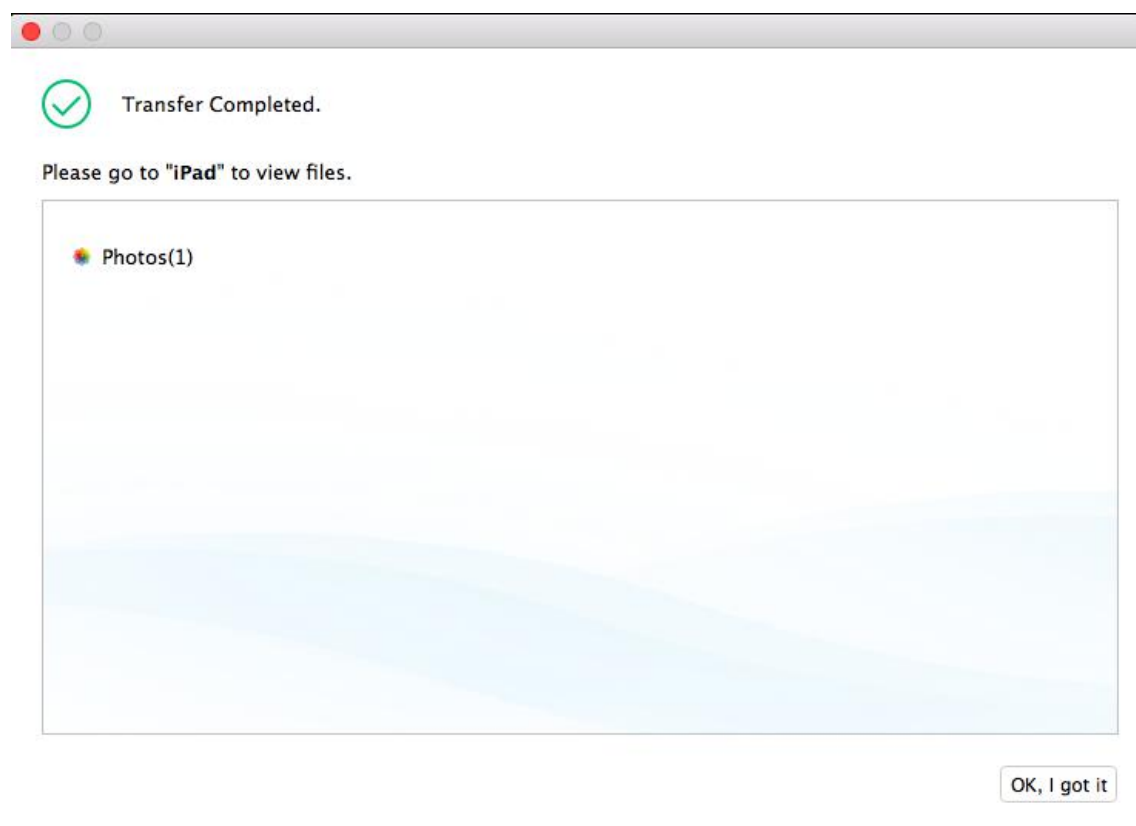 Transfer Completed.
Please go to "iPad" to view files.
Photos(1)
OK, I got it